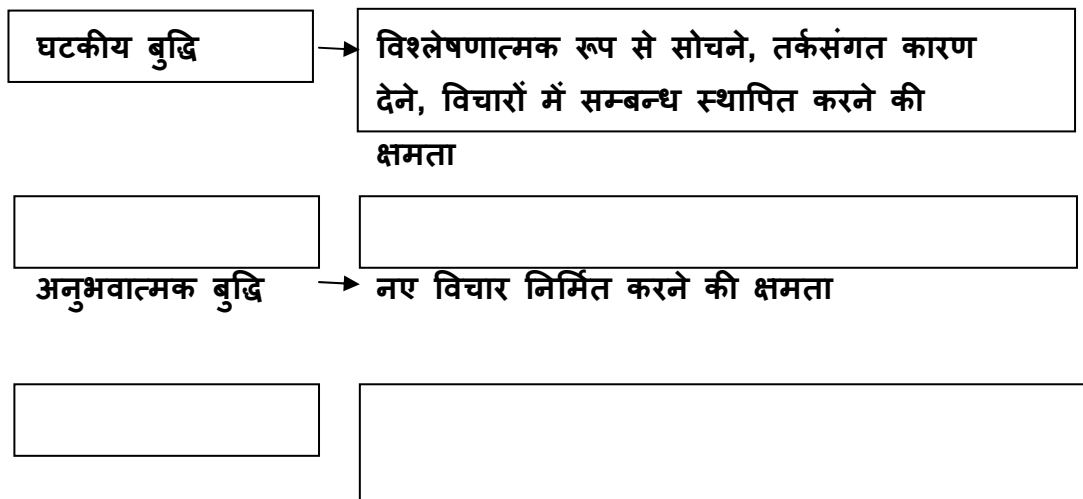 घटकीय बुद्धि
विश्लेषणात्मक रूप से सोचने, तर्कसंगत कारण
देने, विचारों में सम्बन्ध स्थापित करने की
क्षमता
अनुभवात्मक बुद्धि
नए विचार निर्मित करने की क्षमता